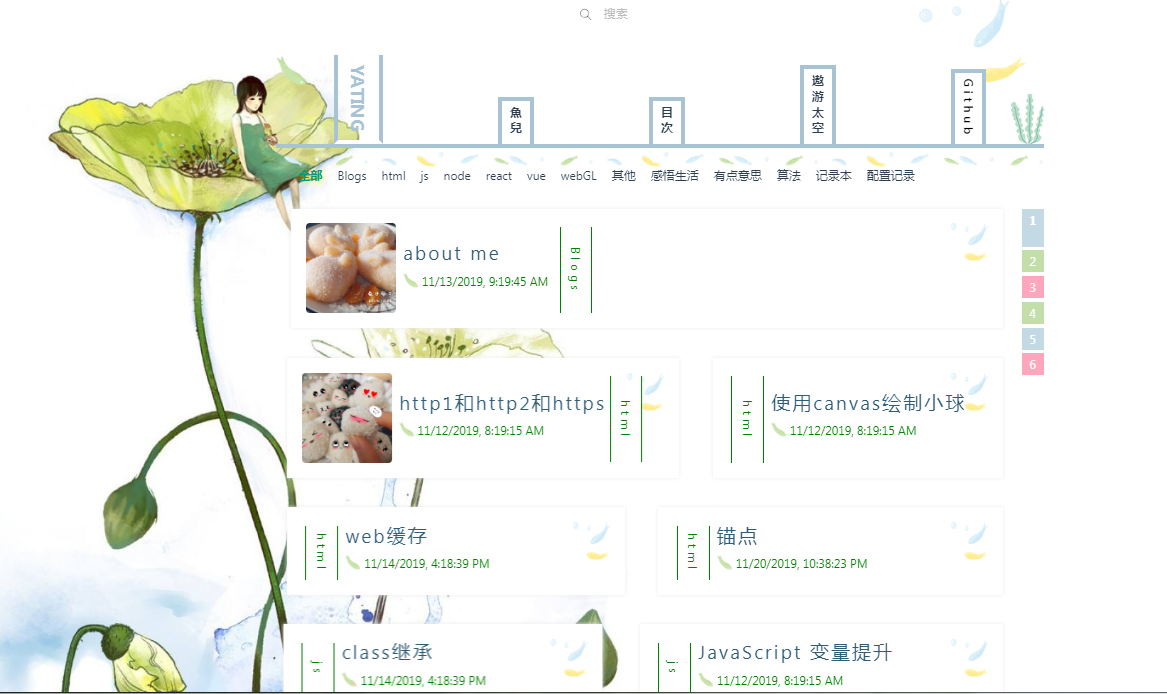 搜索
YATING
魚兒
目次
遨游太空
Github
全部 Blogs html js node react vue webGL 其他 感悟生活 有点意思 算法 记录本 配置记录
about me
11/13/2019, 9:19:45 AM
Blogs
1
2
3
4
5
6
http1和http2和https
11/12/2019, 8:19:15 AM
html
html
使用canvas绘制小球
11/12/2019, 8:19:15 AM
html
web缓存
11/14/2019, 4:18:39 PM
html
锚点
11/20/2019, 10:38:23 PM
js
class继承
11/14/2019, 4:18:39 PM
js
JavaScript 变量提升
11/12/2019, 8:19:15 AM